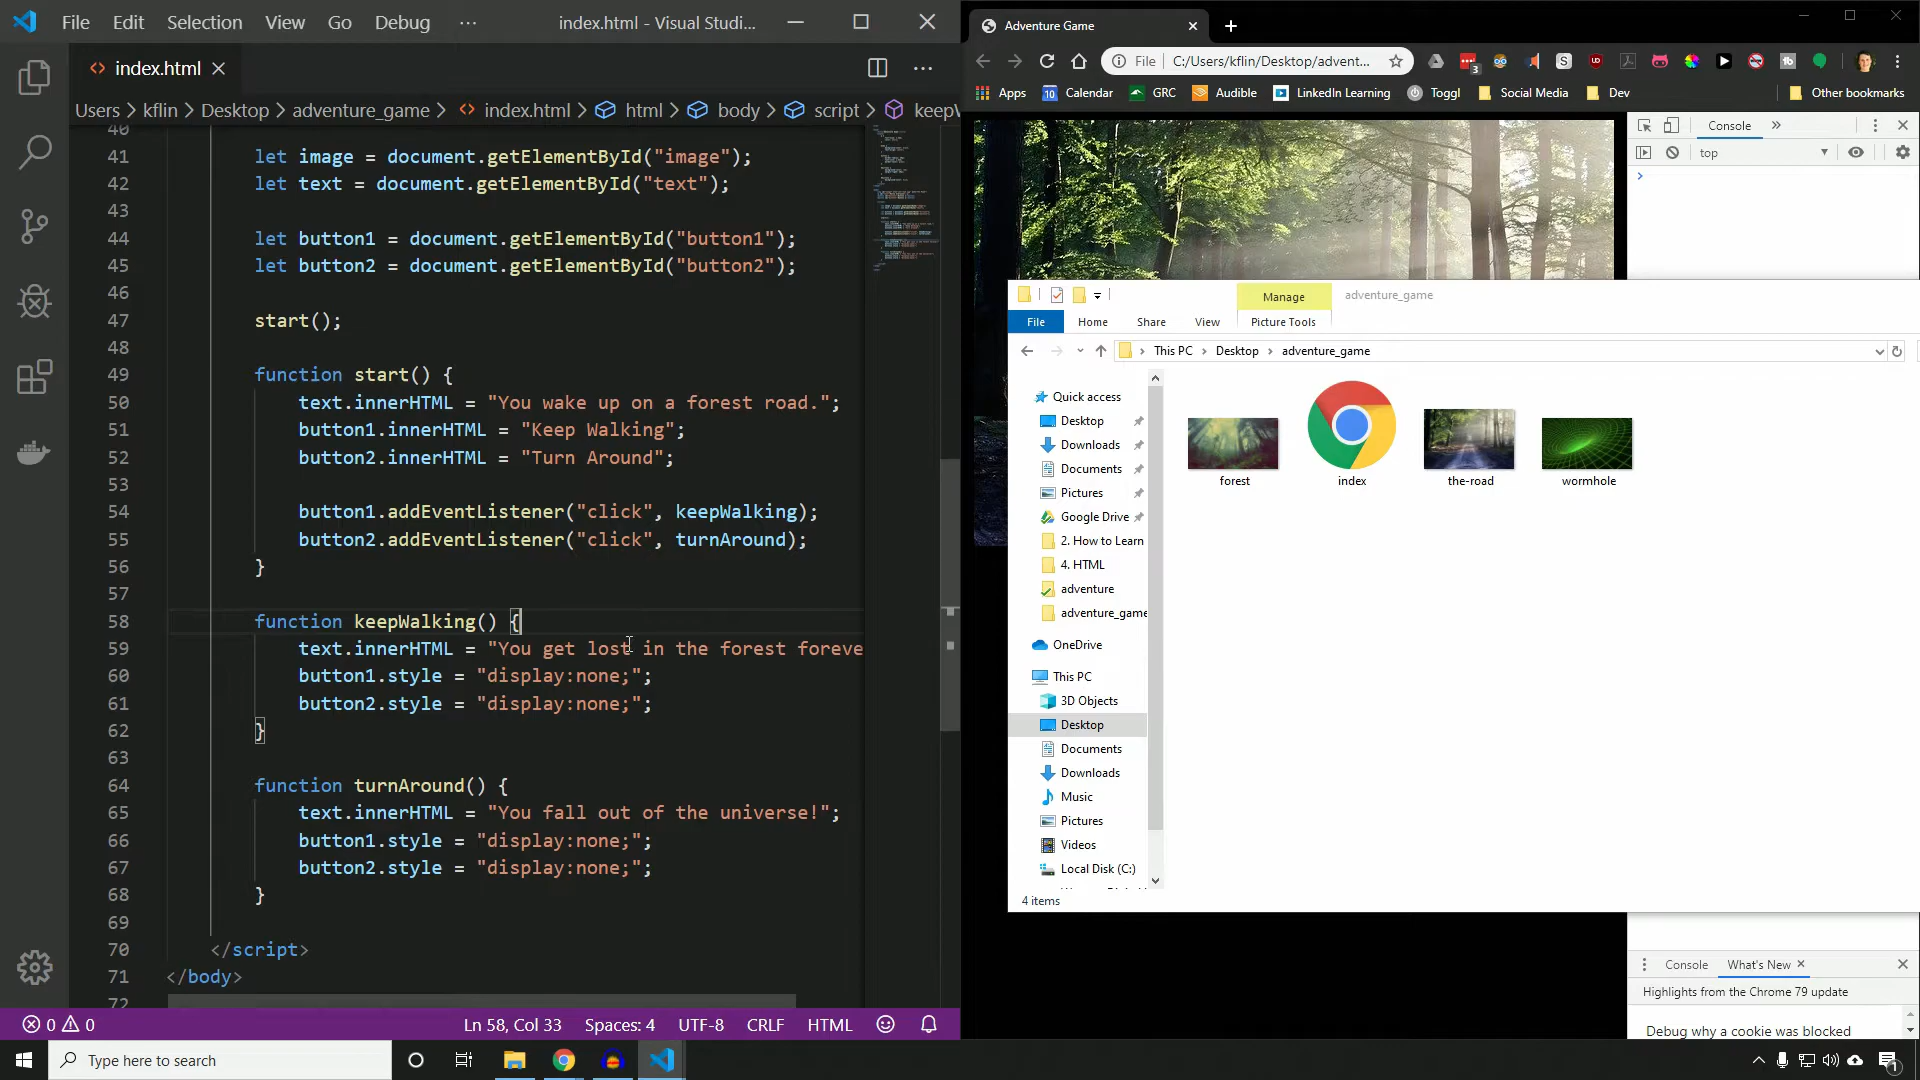 File Edit Selection View Go Debug ··· index.html - Visual Studi...
index.html
Users > kflin > Desktop > adventure_game > index.html > html > body > script > keepW
40
41 let image = document.getElementById("image");
42 let text = document.getElementById("text");
43
44 let button1 = document.getElementById("button1");
45 let button2 = document.getElementById("button2");
46
47 start();
48
49 function start() {
50 text.innerHTML = "You wake up on a forest road.";
51 button1.innerHTML = "Keep Walking";
52 button2.innerHTML = "Turn Around";
53
54 button1.addEventListener("click", keepWalking);
55 button2.addEventListener("click", turnAround);
56 }
57
58 function keepWalking() {
59 text.innerHTML = "You get lost in the forest foreve
60 button1.style = "display:none;";
61 button2.style = "display:none;";
62 }
63
64 function turnAround() {
65 text.innerHTML = "You fall out of the universe!";
66 button1.style = "display:none;";
67 button2.style = "display:none;";
68 }
69
70 </script>
71 </body>
72
0 0 Ln 58, Col 33 Spaces: 4 UTF-8 CRLF HTML
Type here to search
Adventure Game
File C:/Users/kflin/Desktop/advent...
Apps Calendar GRC Audible LinkedIn Learning Toggl Social Media Dev Other bookmarks
Console
top
Manage adventure_game
File Home Share View Picture Tools
This PC > Desktop > adventure_game
Quick access
Desktop
Downloads
Documents
Pictures
Google Drive
2. How to Learn
4. HTML
adventure
adventure_game
OneDrive
This PC
3D Objects
Desktop
Documents
Downloads
Music
Pictures
Videos
Local Disk (C:)
forest index the-road wormhole
4 items
Console What's New
Highlights from the Chrome 79 update
Debug why a cookie was blocked